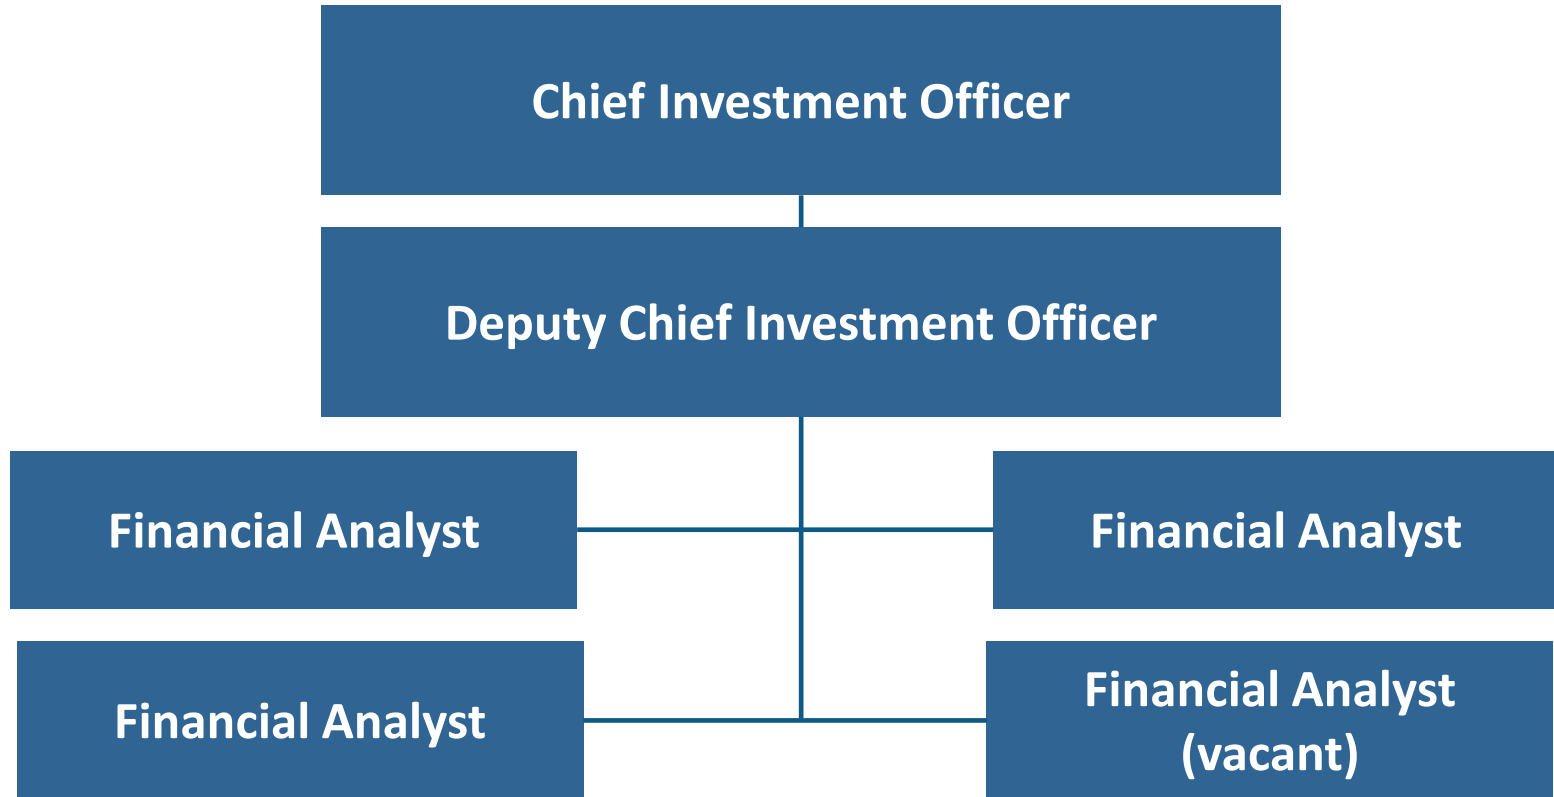 Chief Investment Officer
Deputy Chief Investment Officer
Financial Analyst
Financial Analyst
Financial Analyst
Financial Analyst
(vacant)